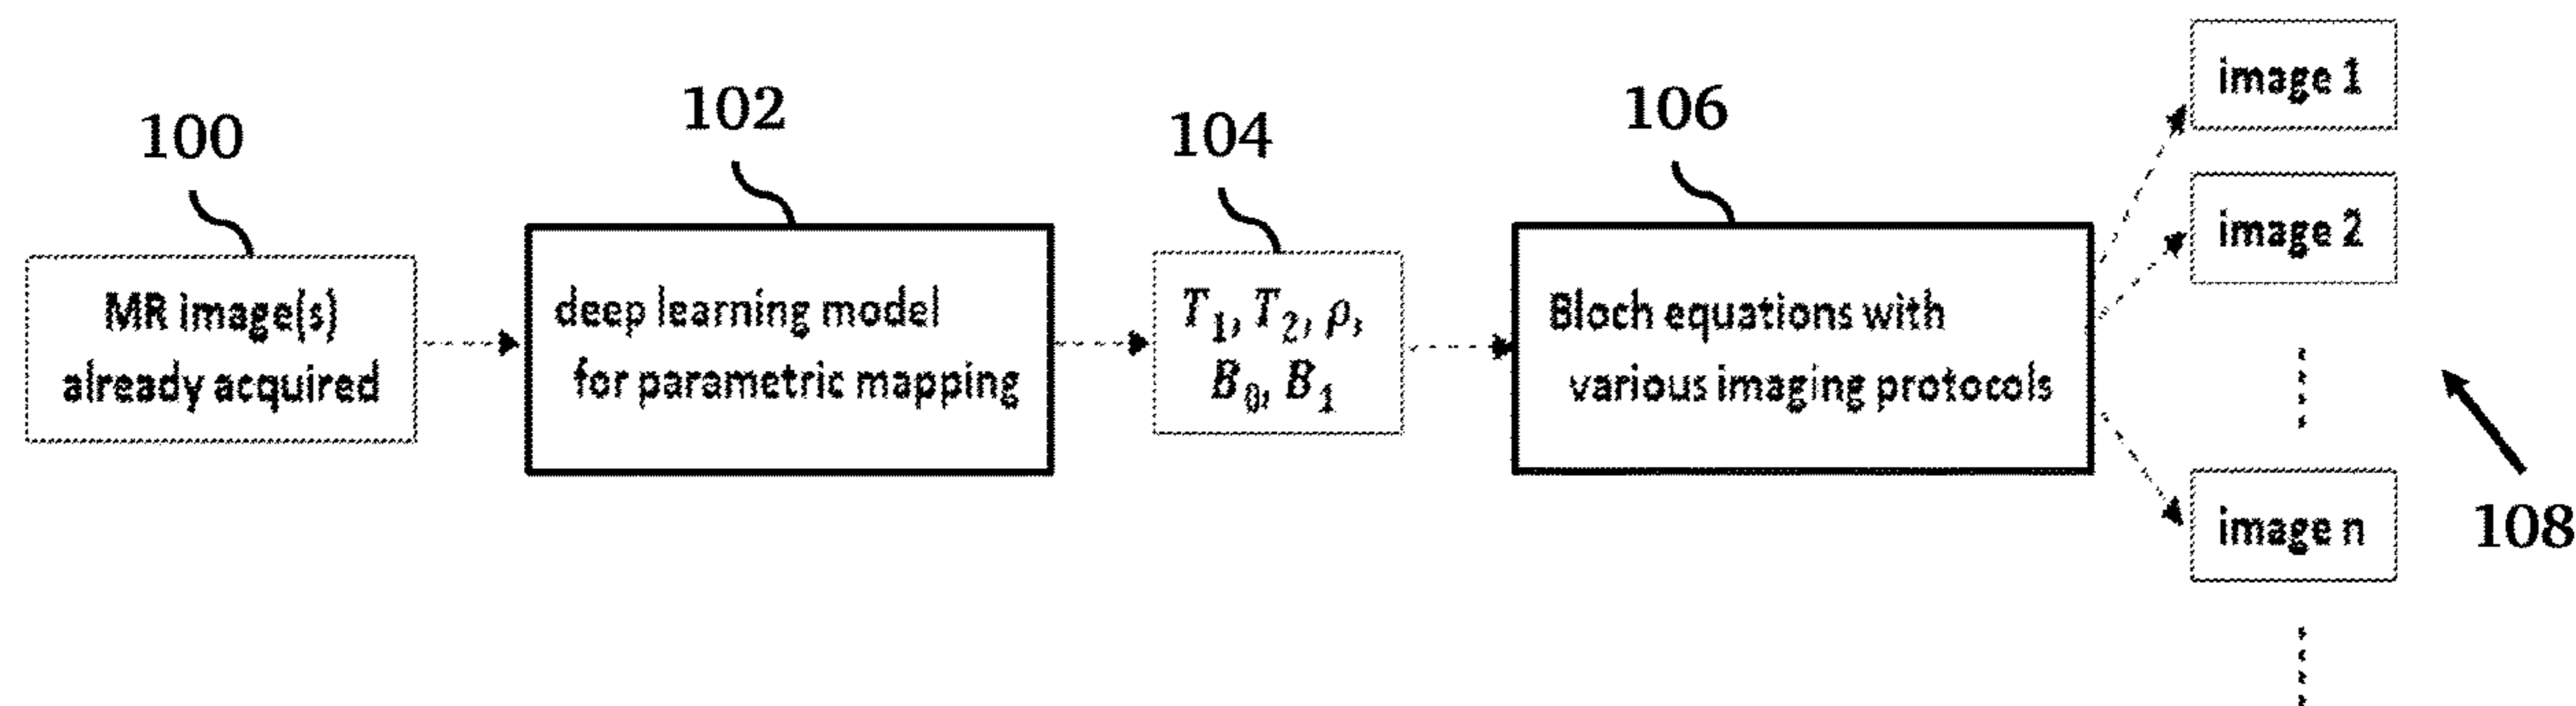 100
102
104
106
108
MR image(s)
already acquired
deep learning model
for parametric mapping
T1, T2, ρ,
B0, B1
Bloch equations with
various imaging protocols
image 1
image 2
image n